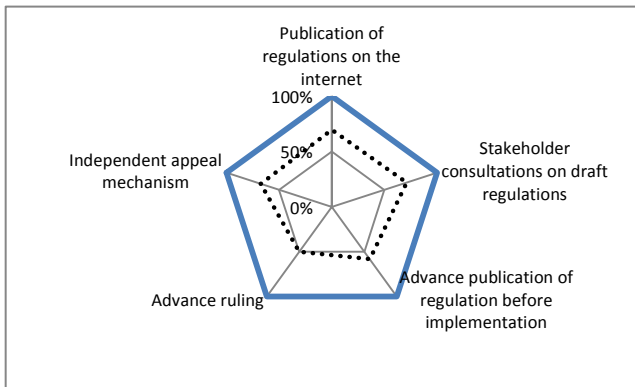 Publication of
regulations on the
internet
100%
50%
0%
Stakeholder
consultations on draft
regulations
Advance publication of
regulation before
implementation
Advance ruling
Independent appeal
mechanism